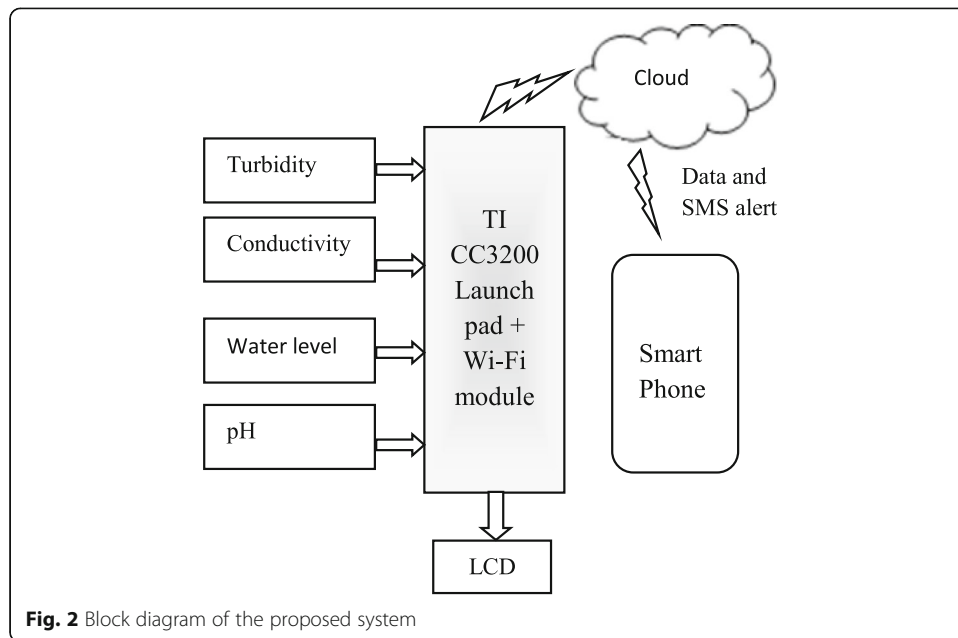 Cloud
Turbidity
Conductivity
Water level
pH
TI
CC3200
Launch
pad +
Wi-Fi
module
Data and
SMS alert
Smart
Phone
LCD
Fig. 2 Block diagram of the proposed system